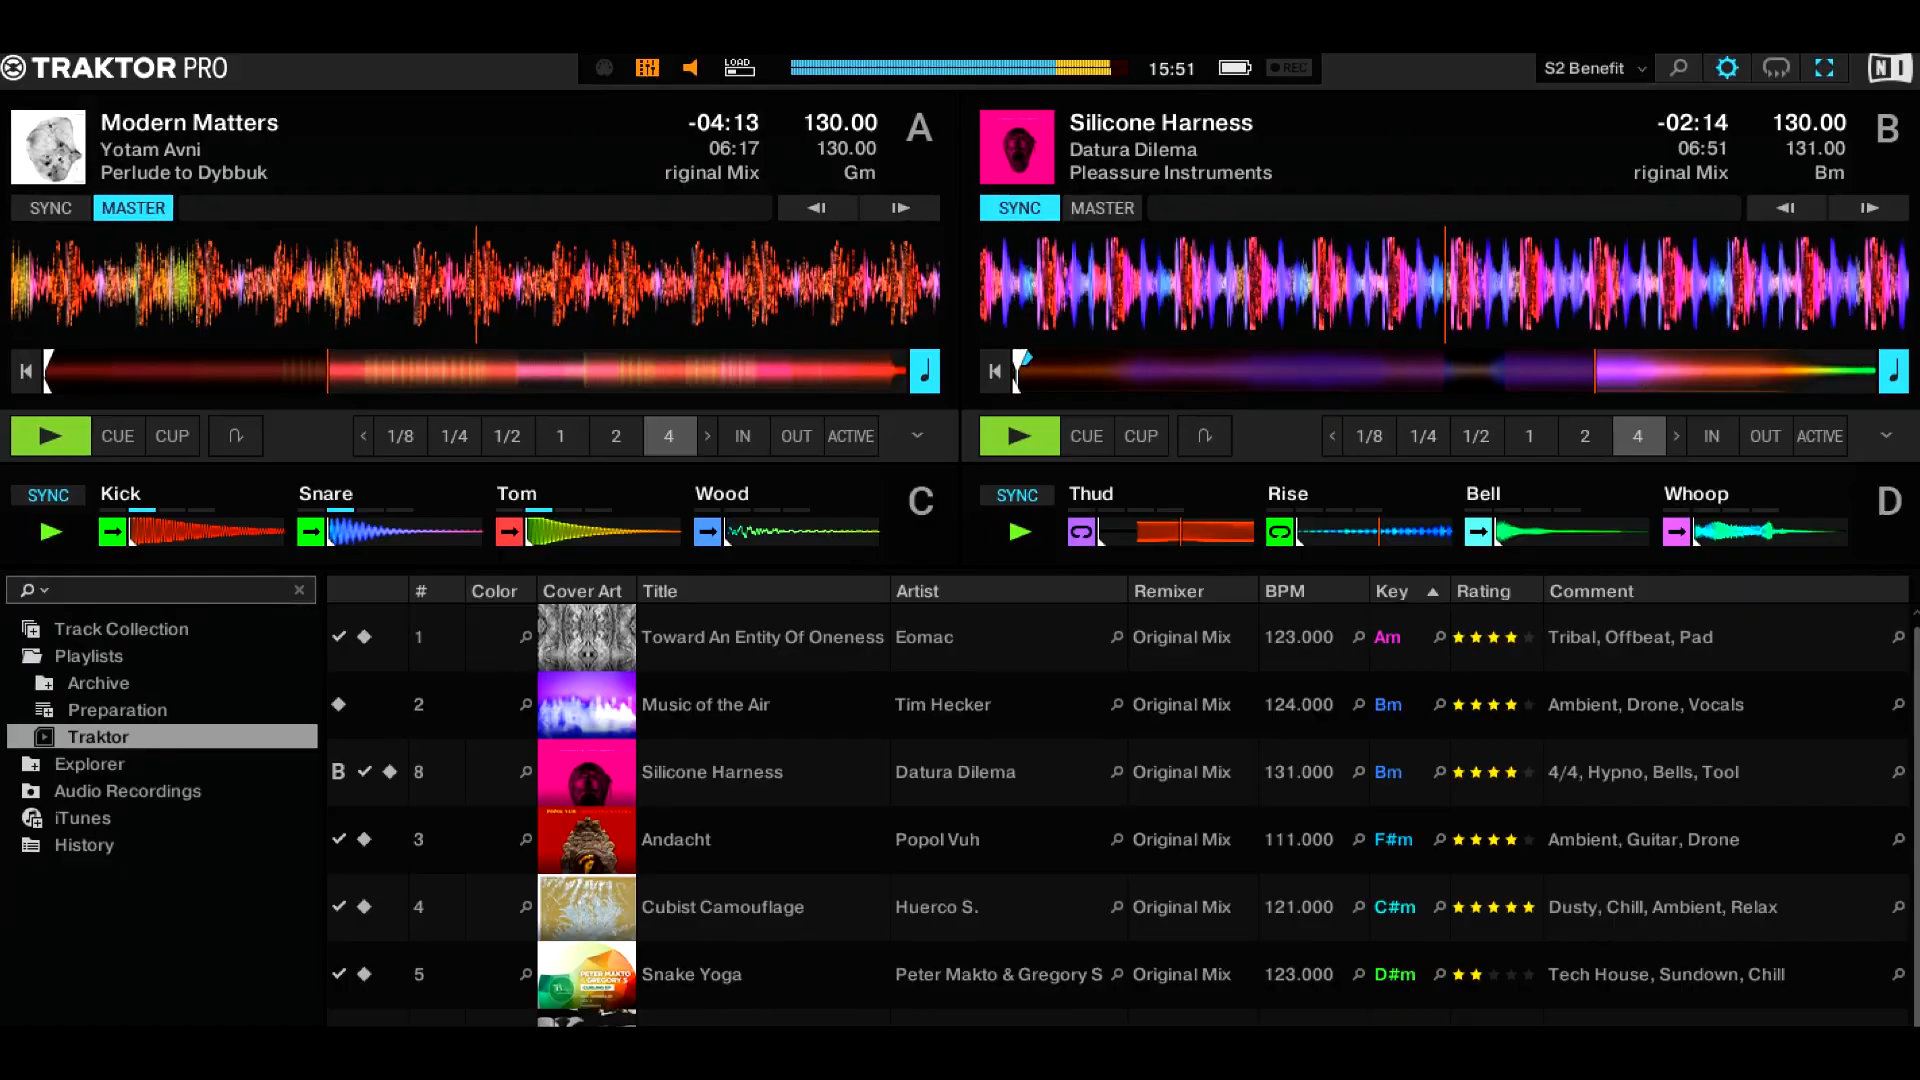 TRAKTOR PRO
LOAD
15:51
REC
S2 Benefit
NI
Modern Matters
-04:13
130.00
A
Yotam Avni
06:17
130.00
Perlude to Dybbuk
riginal Mix
Gm
SYNC
MASTER
Silicone Harness
-02:14
130.00
B
Datura Dilema
06:51
131.00
Pleassure Instruments
riginal Mix
Bm
SYNC
MASTER
CUE
CUP
1/8
1/4
1/2
1
2
4
IN
OUT
ACTIVE
CUE
CUP
1/8
1/4
1/2
1
2
4
IN
OUT
ACTIVE
SYNC
Kick
Snare
Tom
Wood
C
SYNC
Thud
Rise
Bell
Whoop
D
Track Collection
Playlists
Archive
Preparation
Traktor
Explorer
Audio Recordings
iTunes
History
# Color Cover Art Title Artist Remixer BPM Key Rating Comment
1 Toward An Entity Of Oneness Eomac Original Mix 123.000 Am Tribal, Offbeat, Pad
2 Music of the Air Tim Hecker Original Mix 124.000 Bm Ambient, Drone, Vocals
B 8 Silicone Harness Datura Dilema Original Mix 131.000 Bm 4/4, Hypno, Bells, Tool
POPOL VUH
3 Andacht Popol Vuh Original Mix 111.000 F#m Ambient, Guitar, Drone
4 Cubist Camouflage Huerco S. Original Mix 121.000 C#m Dusty, Chill, Ambient, Relax
PETER MAKTO
GREGORY S
5 Snake Yoga Peter Makto & Gregory S Original Mix 123.000 D#m Tech House, Sundown, Chill